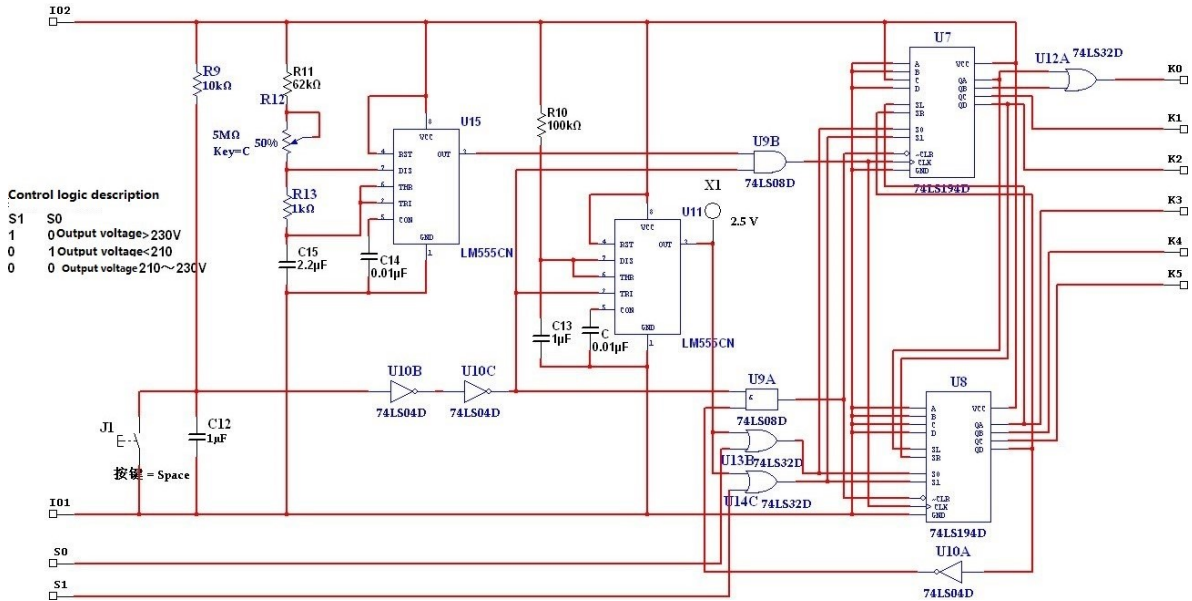 IO2
R9
10kΩ
R11
62kΩ
R12
5MΩ
50%
Key=C
R13
1kΩ
C15
2.2μF
C14
0.01μF
U15
VCC
RST
OUT
DIS
THR
TRI
CON
GND
LM555CN
R10
100kΩ
C13
1μF
C
0.01μF
U11
VCC
RST
OUT
DIS
THR
TRI
CON
GND
LM555CN
X1
2.5 V
U9B
74LS08D
U7
A
B
C
D
SL
SR
S0
S1
~CLR
CLK
GND
VCC
QA
QB
QC
QD
74LS194D
U12A
74LS32D
K0
K1
K2
K3
K4
K5
Control logic description
S1 S0
1 0 Output voltage>230V
0 1 Output voltage<210
0 0 Output voltage 210~230V
U10B
74LS04D
U10C
74LS04D
U9A
6
74LS08D
U13B
74LS32D
U14C
74LS32D
J1
按键 = Space
C12
1μF
U8
A
B
C
D
SL
SR
S0
S1
~CLR
CLK
GND
VCC
QA
QB
QC
QD
74LS194D
U10A
74LS04D
IO1
S0
S1